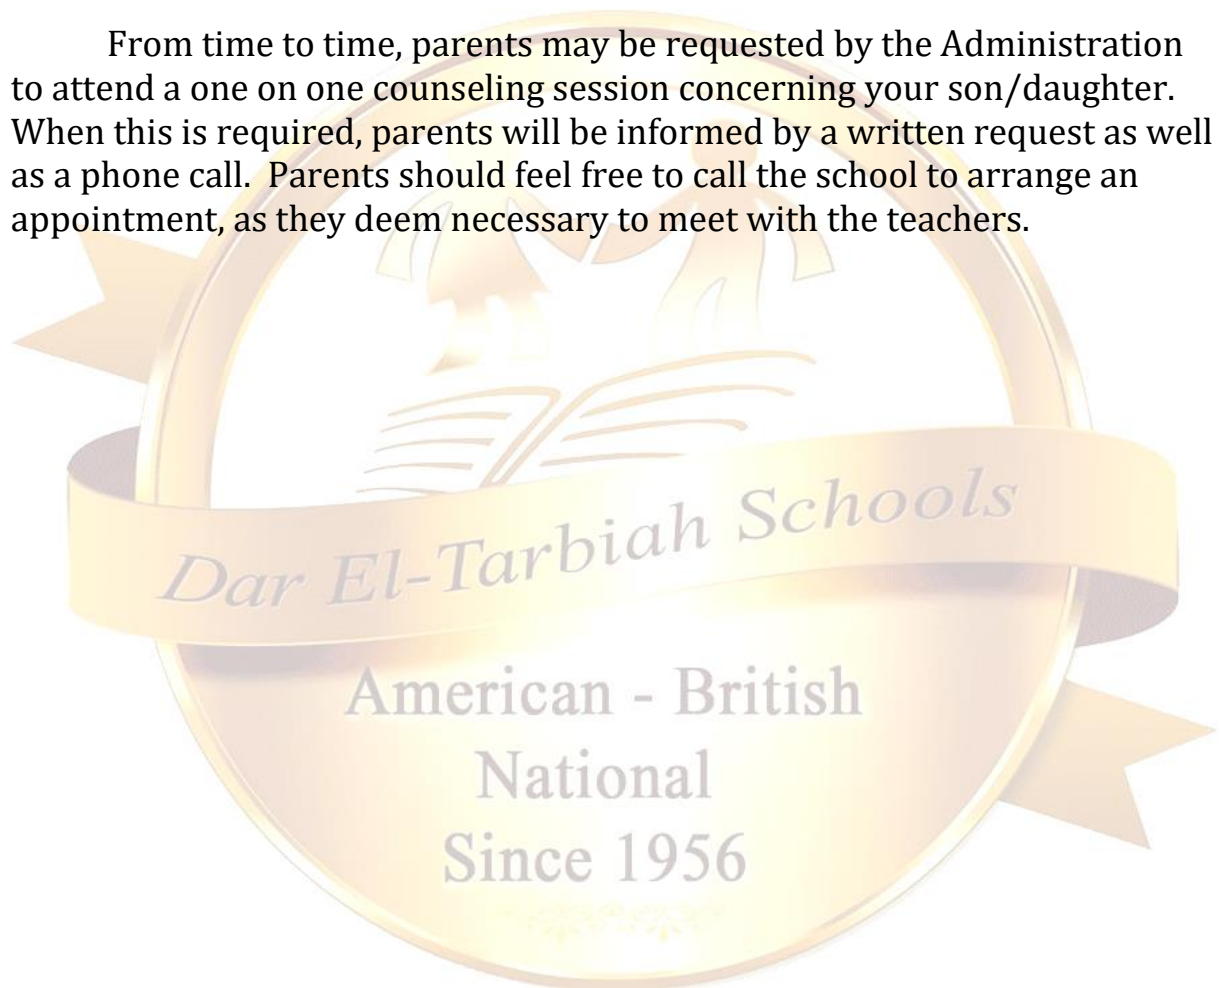 From time to time, parents may be requested by the Administration
to attend a one on one counseling session concerning your son/daughter.
When this is required, parents will be informed by a written request as well
as a phone call.  Parents should feel free to call the school to arrange an
appointment, as they deem necessary to meet with the teachers.
Dar El-Tarbiah Schools
American - British
National
Since 1956